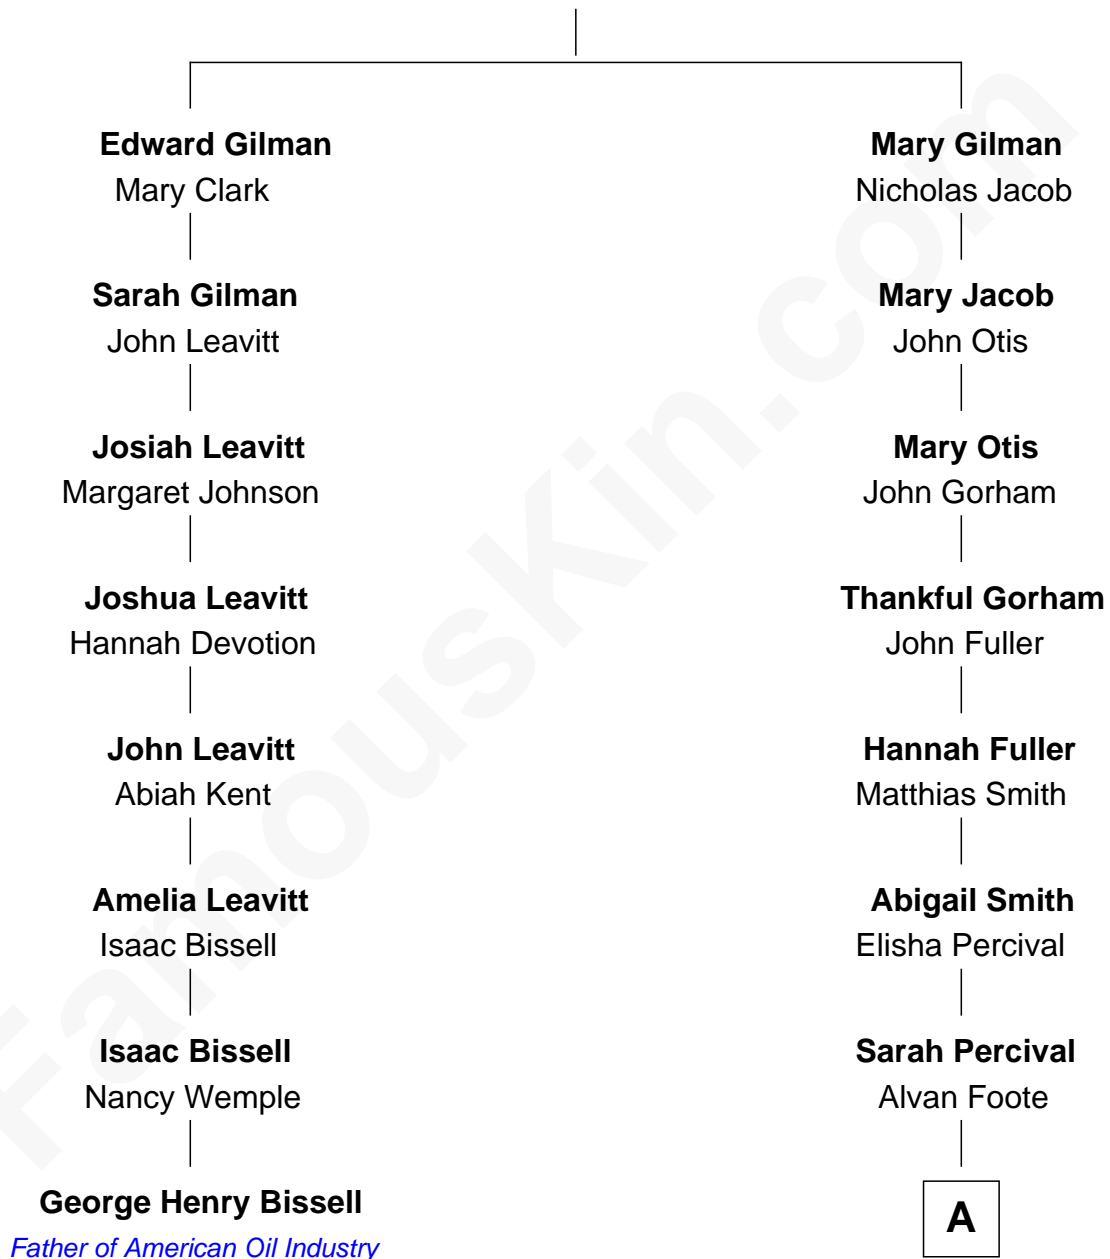 Edward Gilman
Mary Clark
Sarah Gilman
John Leavitt
Josiah Leavitt
Margaret Johnson
Joshua Leavitt
Hannah Devotion
John Leavitt
Abiah Kent
Amelia Leavitt
Isaac Bissell
Isaac Bissell
Nancy Wemple
George Henry Bissell
Father of American Oil Industry
Mary Gilman
Nicholas Jacob
Mary Jacob
John Otis
Mary Otis
John Gorham
Thankful Gorham
John Fuller
Hannah Fuller
Matthias Smith
Abigail Smith
Elisha Percival
Sarah Percival
Alvan Foote
A
FamousKin.com